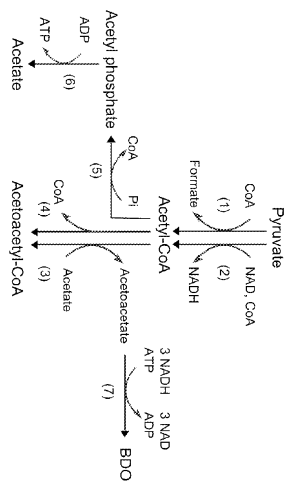 Pyruvate
CoA
NAD, CoA
(1)
(2)
Formate
NADH
Acetyl-CoA
Pi
CoA
(5)
Acetyl phosphate
ADP
ATP
(6)
Acetate
Acetate
CoA
(4)
(3)
Acetoacetyl-CoA
Acetoacetate
3 NADH
ATP
3 NAD
ADP
(7)
BDO